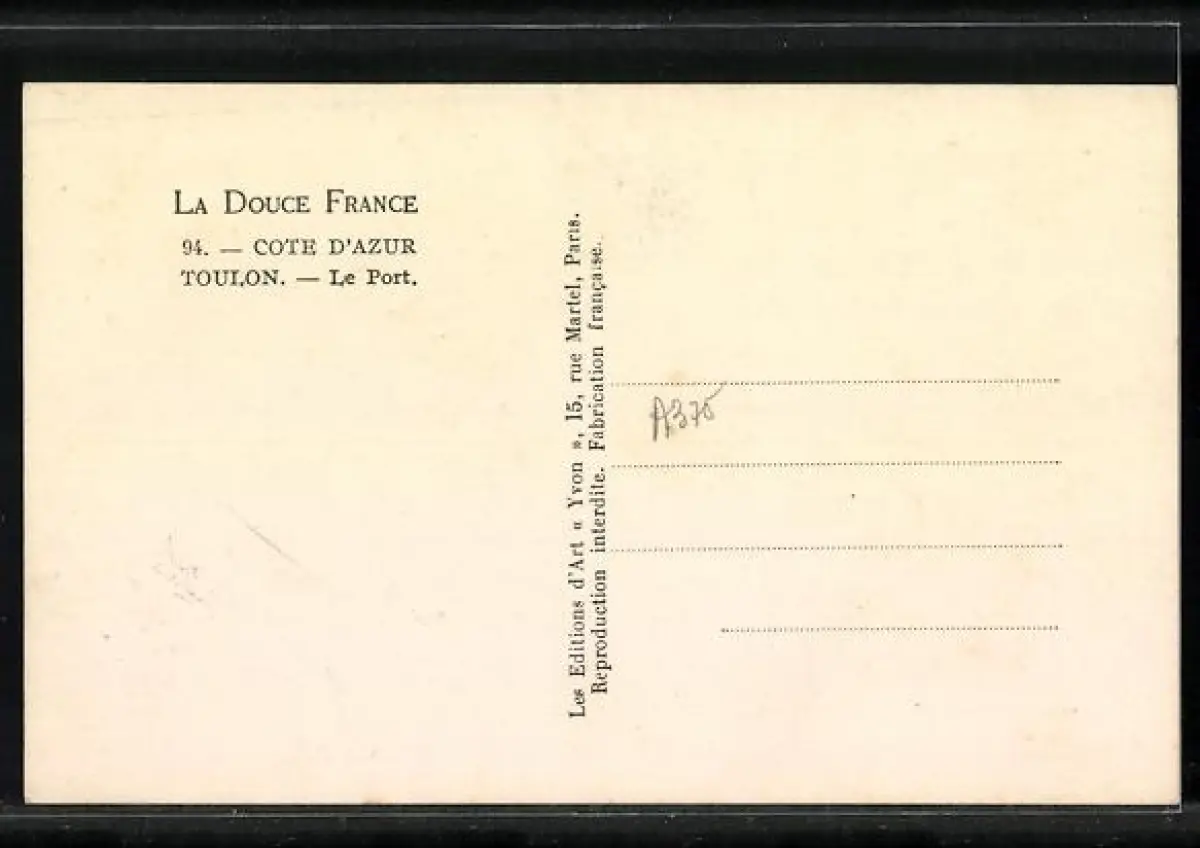 La Douce France
94. — COTE D'AZUR
TOULON. — Le Port.
Les Editions d'Art « Yvon », 15, rue Martel, Paris.
Reproduction interdite. Fabrication française.
A375